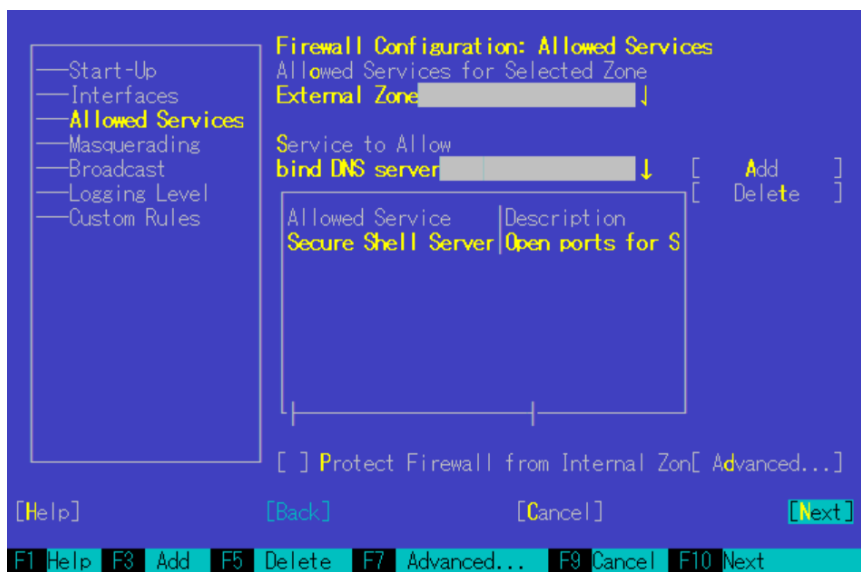 Firewall Configuration: Allowed Services
Start-Up
Interfaces
Allowed Services
Masquerading
Broadcast
Logging Level
Custom Rules
Allowed Services for Selected Zone
External Zone ↓
Service to Allow
bind DNS server ↓ [ Add ]
[ Delete ]
Allowed Service |Description
Secure Shell Server|Open ports for S
[ ] Protect Firewall from Internal Zon[ Advanced...]
[Help] [Back] [Cancel] [Next]
F1 Help F3 Add F5 Delete F7 Advanced... F9 Cancel F10 Next